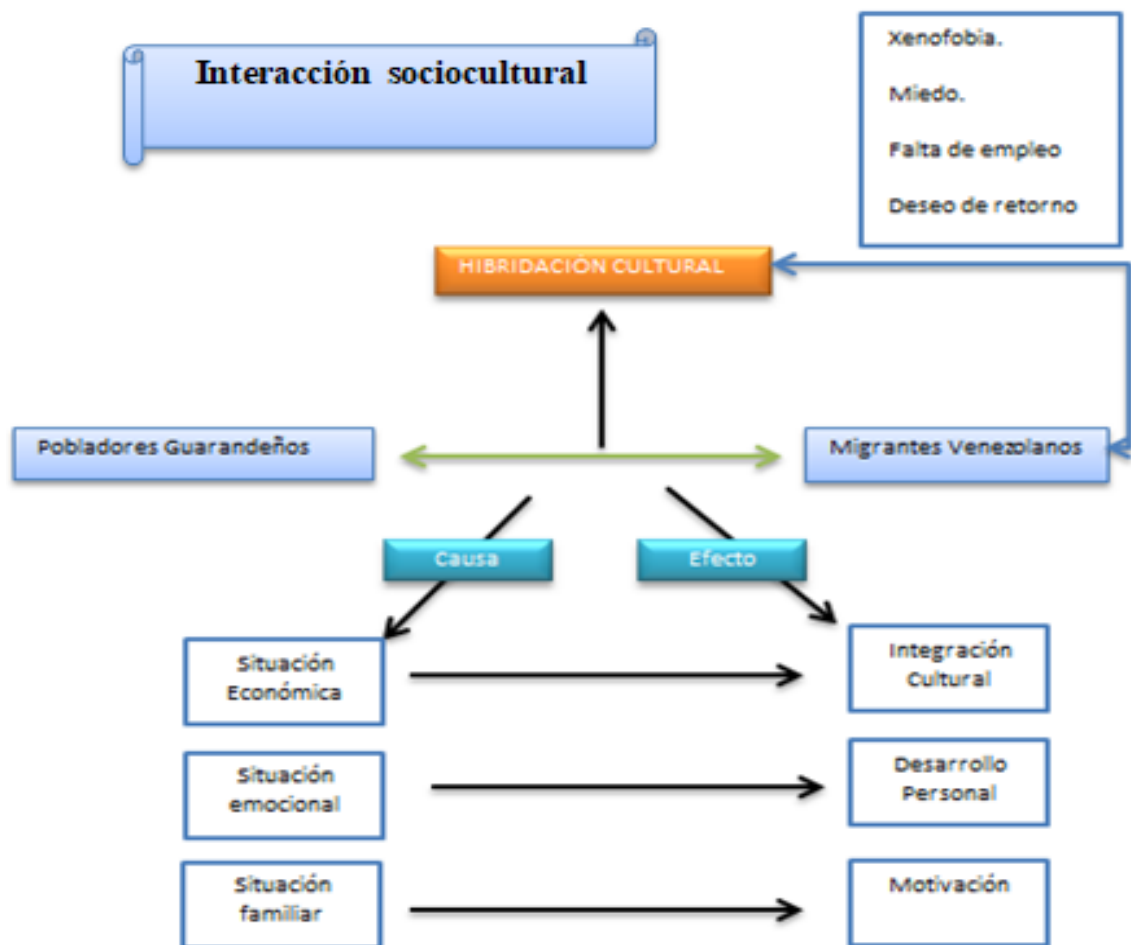 Interacción sociocultural
Xenofobia.
Miedo.
Falta de empleo
Deseo de retorno
HIBRIDACIÓN CULTURAL
Pobladores Guarandeños
Migrantes Venezolanos
Causa
Efecto
Situación
Económica
Integración
Cultural
Situación
emocional
Desarrollo
Personal
Situación
familiar
Motivación